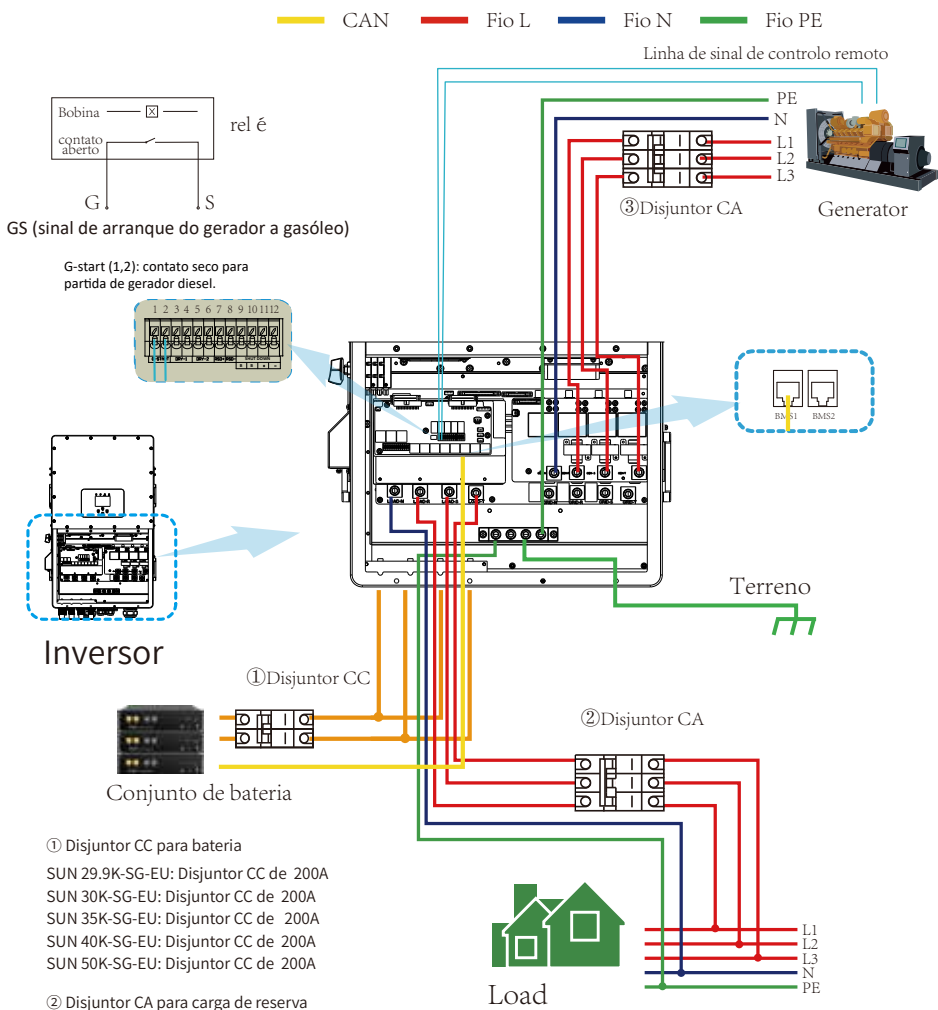 CAN Fio L Fio N Fio PE
Linha de sinal de controlo remoto
Bobina
contato
aberto
rel é
G S
GS (sinal de arranque do gerador a gasóleo)
PE
N
L1
L2
L3
③Disjuntor CA
Generator
G-start (1,2): contato seco para
partida de gerador diesel.
1 2 3 4 5 6 7 8 9 10 11 12
BMS1 BMS2
Inversor
Terreno
①Disjuntor CC
②Disjuntor CA
Conjunto de bateria
① Disjuntor CC para bateria
SUN 29.9K-SG-EU: Disjuntor CC de 200A
SUN 30K-SG-EU: Disjuntor CC de 200A
SUN 35K-SG-EU: Disjuntor CC de 200A
SUN 40K-SG-EU: Disjuntor CC de 200A
SUN 50K-SG-EU: Disjuntor CC de 200A
② Disjuntor CA para carga de reserva
Load
L1
L2
L3
N
PE